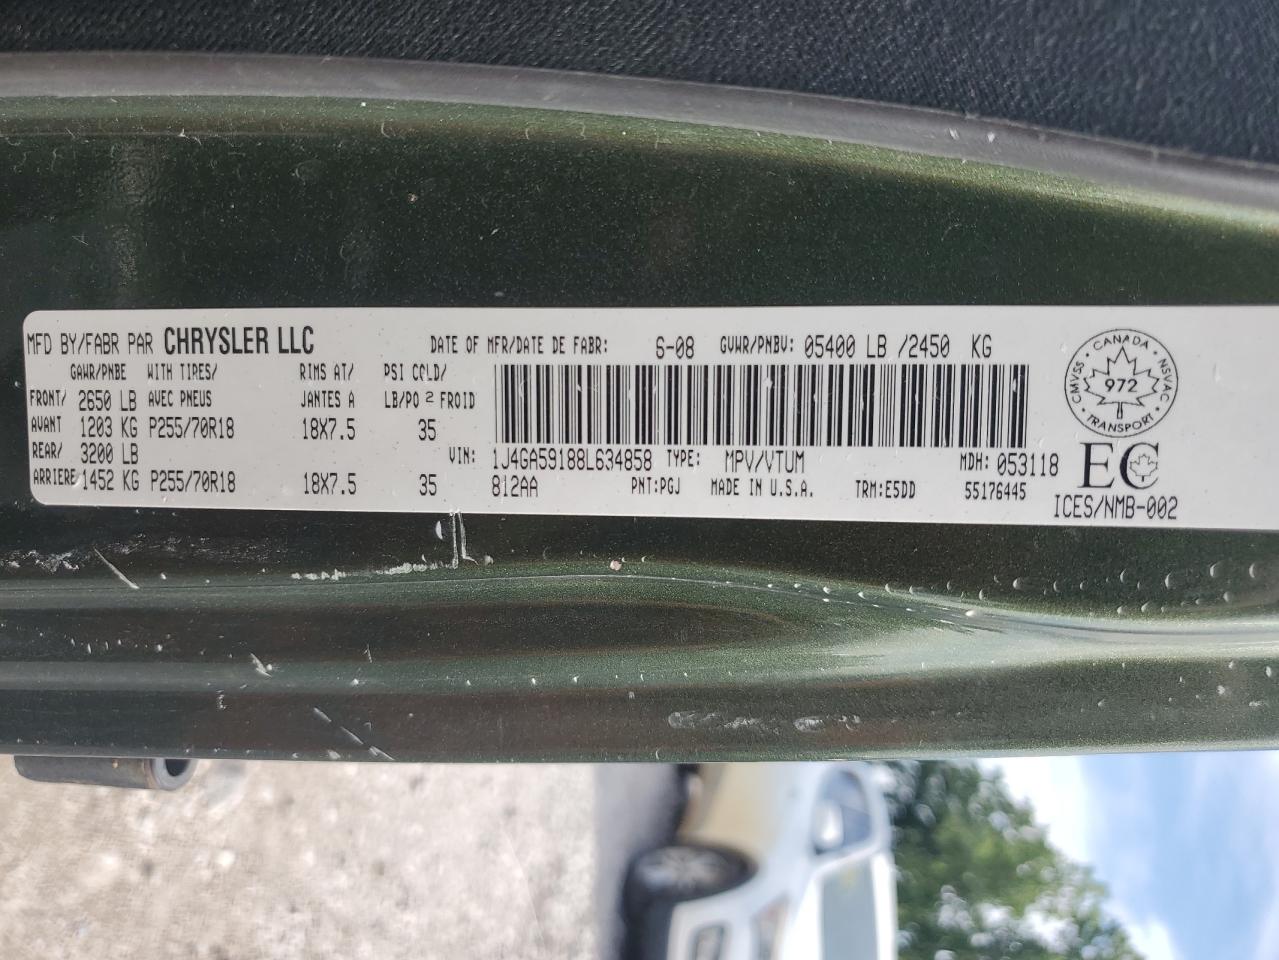 MFD BY/FABR PAR CHRYSLER LLC
DATE OF MFR/DATE DE FABR: 6-08 GVWR/PNBV: 05400 LB /2450 KG
GAWR/PNBE WITH TIRES/ RIMS AT/ PSI COLD/
FRONT/ 2650 LB AVEC PNEUS JANTES A LB/PO 2 FROID
AVANT 1203 KG P255/70R18 18X7.5 35
REAR/ 3200 LB
ARRIERE 1452 KG P255/70R18 18X7.5 35
VIN: 1J4GA59188L634858 TYPE: MPV/VTUM MDH: 053118
812AA PNT:PGJ MADE IN U.S.A. TRM:E5DD 55176445
CANADA
CMVSS 972 NSVAC
TRANSPORT
EC
ICES/NMB-002